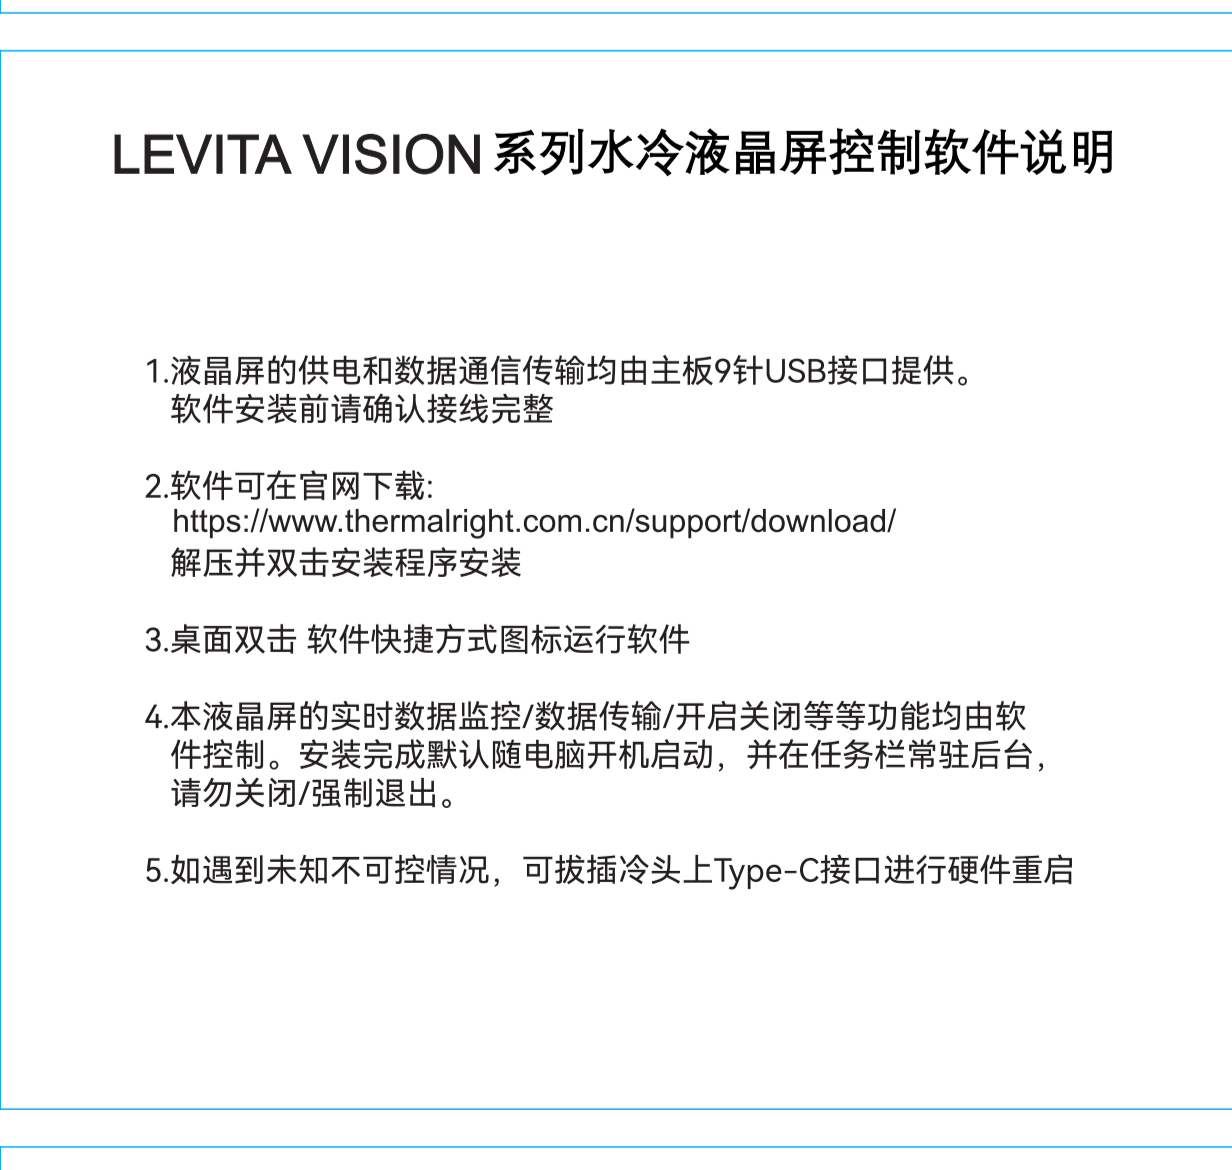 LEVITA VISION系列水冷液晶屏控制软件说明
1.液晶屏的供电和数据通信传输均由主板9针USB接口提供。
软件安装前请确认接线完整
2.软件可在官网下载:
https://www.thermalright.com.cn/support/download/
解压并双击安装程序安装
3.桌面双击 软件快捷方式图标运行软件
4.本液晶屏的实时数据监控/数据传输/开启关闭等等功能均由软
件控制。安装完成默认随电脑开机启动，并在任务栏常驻后台，
请勿关闭/强制退出。
5.如遇到未知不可控情况，可拔插冷头上Type-C接口进行硬件重启